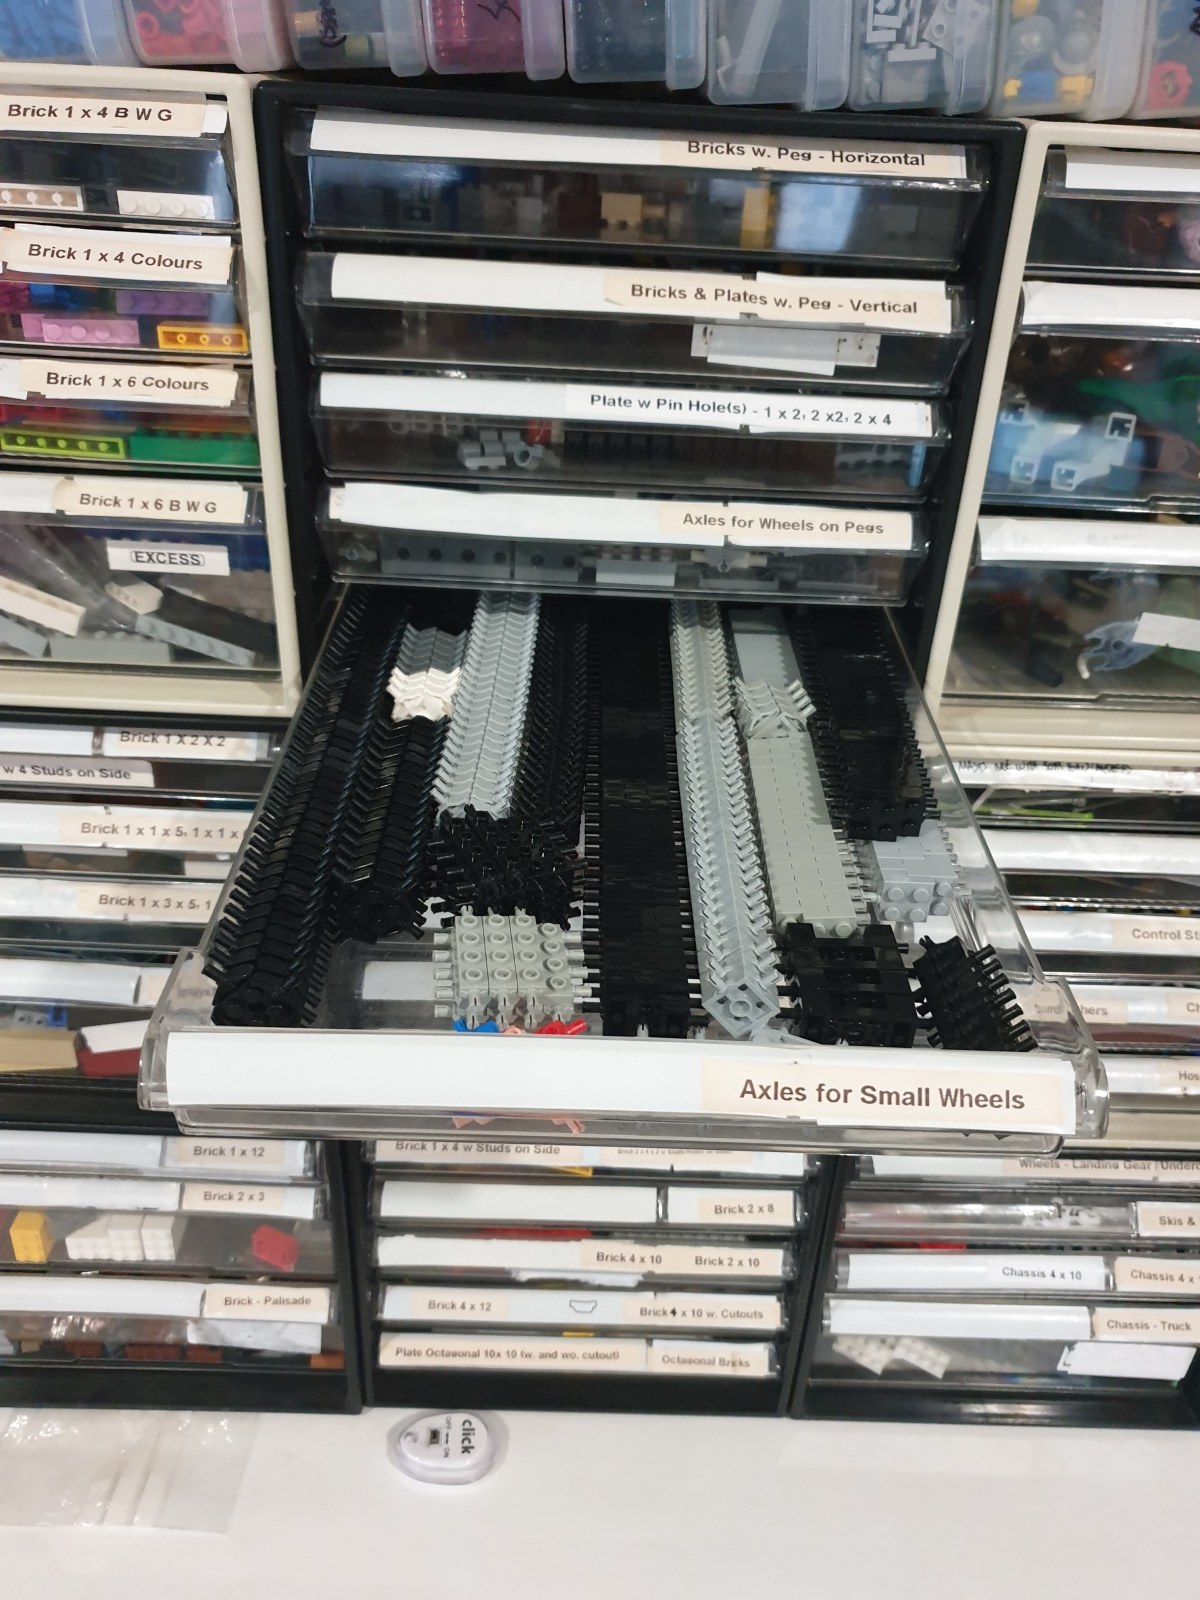 Brick 1 x 4 B W G
Brick 1 x 4 Colours
Brick 1 x 6 Colours
Brick 1 x 6 B W G
EXCESS
Bricks w. Peg - Horizontal
Bricks & Plates w. Peg - Vertical
Plate w Pin Hole(s) - 1 x 2, 2 x2, 2 x 4
Axles for Wheels on Pegs
Axles for Small Wheels
Brick 1 X 2 X 2
w 4 Studs on Side
Brick 1 x 1 x 5, 1 x 1 x
Brick 1 x 3 x 5, 1
Control St
Hos
Brick 1 x 12
Brick 2 x 3
Brick - Palisade
Brick 1 x 4 w Studs on Side
Brick 2 x 8
Brick 4 x 10
Brick 2 x 10
Brick 4 x 12
Brick 4 x 10 w. Cutouts
Plate Octagonal 10x 10 (w. and wo. cutout)
Octagonal Bricks
Wheels - Landing Gear / Underc
Skis &
Chassis 4 x 10
Chassis 4 x
Chassis - Truck
click
OFF ON